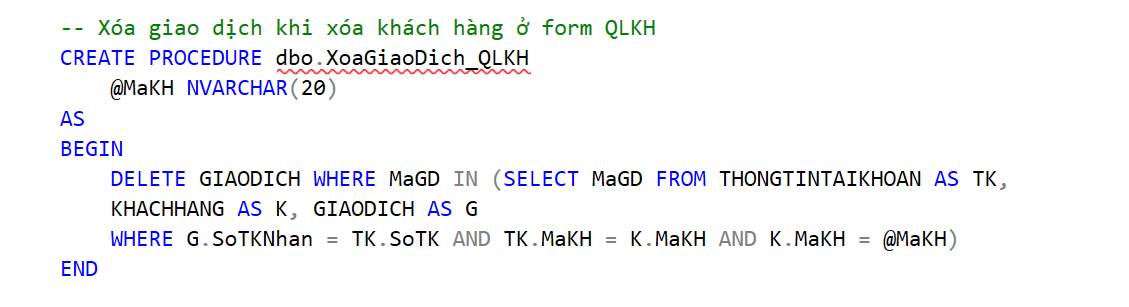 -- Xóa giao dịch khi xóa khách hàng ở form QLKH
CREATE PROCEDURE dbo.XoaGiaoDich_QLKH
@MaKH NVARCHAR(20)
AS
BEGIN
DELETE GIAODICH WHERE MaGD IN (SELECT MaGD FROM THONGTINTAIKHOAN AS TK,
KHACHHANG AS K, GIAODICH AS G
WHERE G.SoTKNhan = TK.SoTK AND TK.MaKH = K.MaKH AND K.MaKH = @MaKH)
END